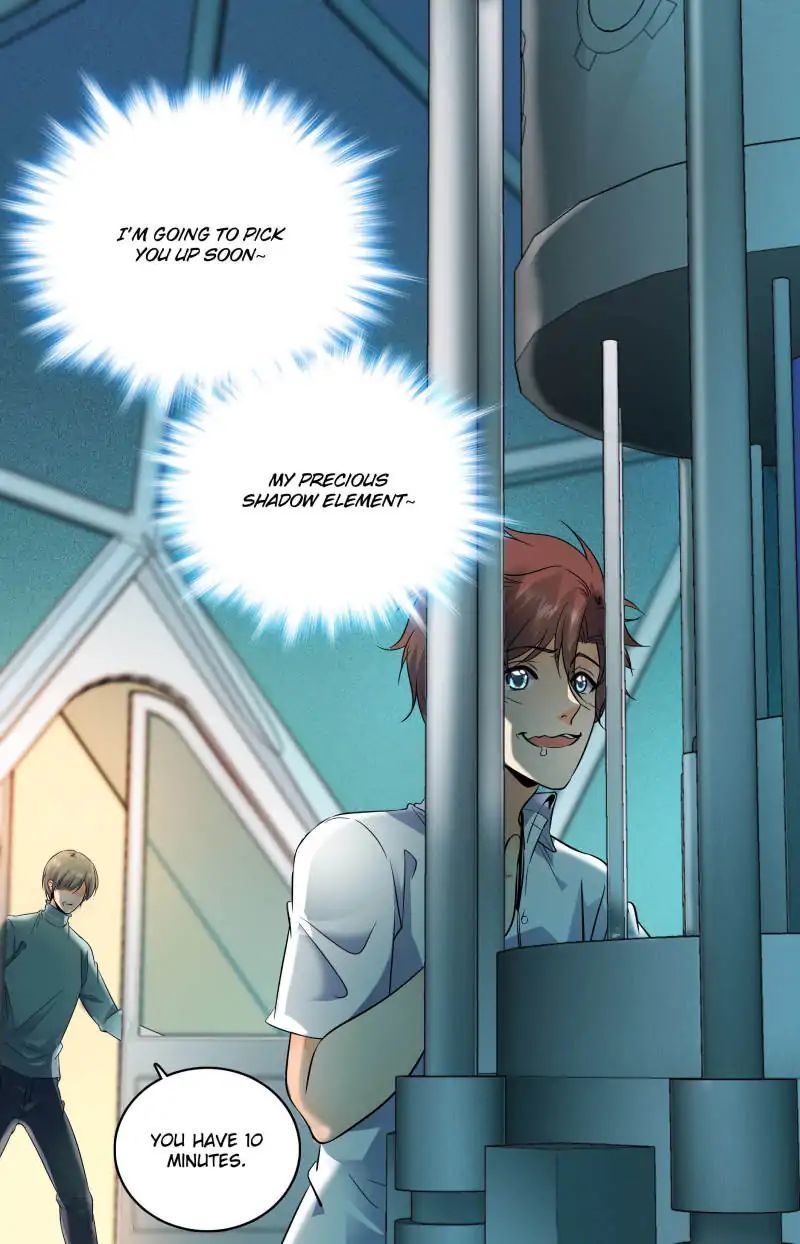 I'M GOING TO PICK
YOU UP SOON~
MY PRECIOUS
SHADOW ELEMENT~
YOU HAVE 10
MINUTES.